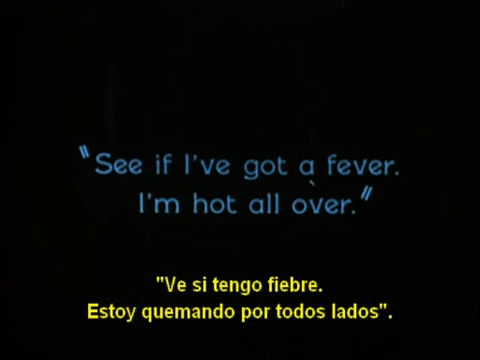 "See if I've got a fever.
I'm hot all over."
"Ve si tengo fiebre.
Estoy quemando por todos lados".